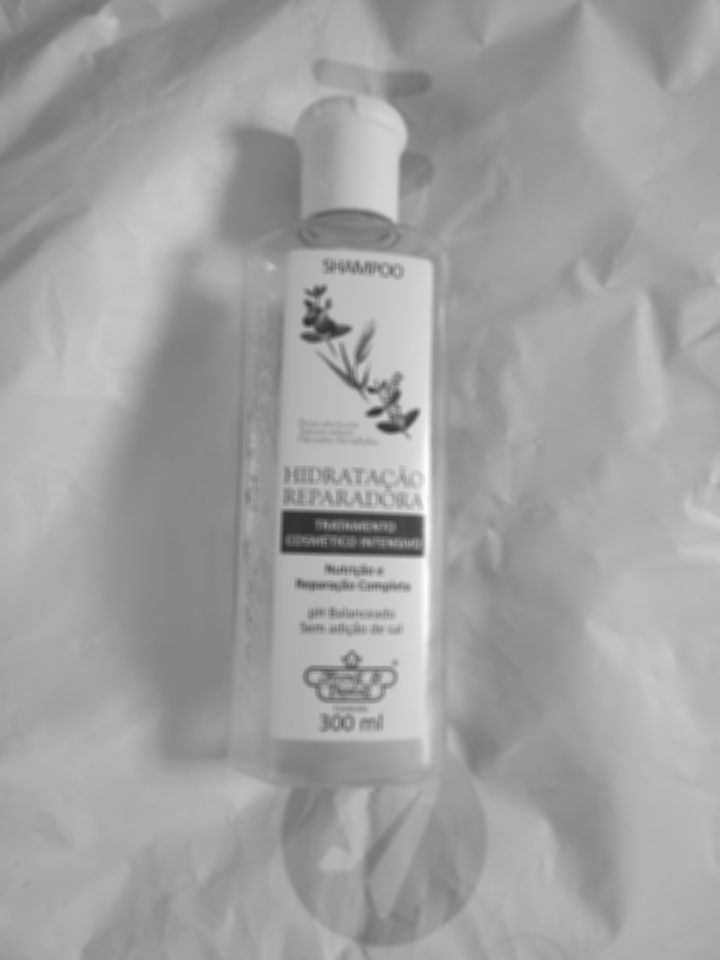 SHAMPOO
HIDRATAÇÃO
REPARADORA
TRATAMENTO
COSMÉTICO INTENSIVO
Nutrição e
Reparação Completa
pH Balanceado
Sem adição de sal
300 ml